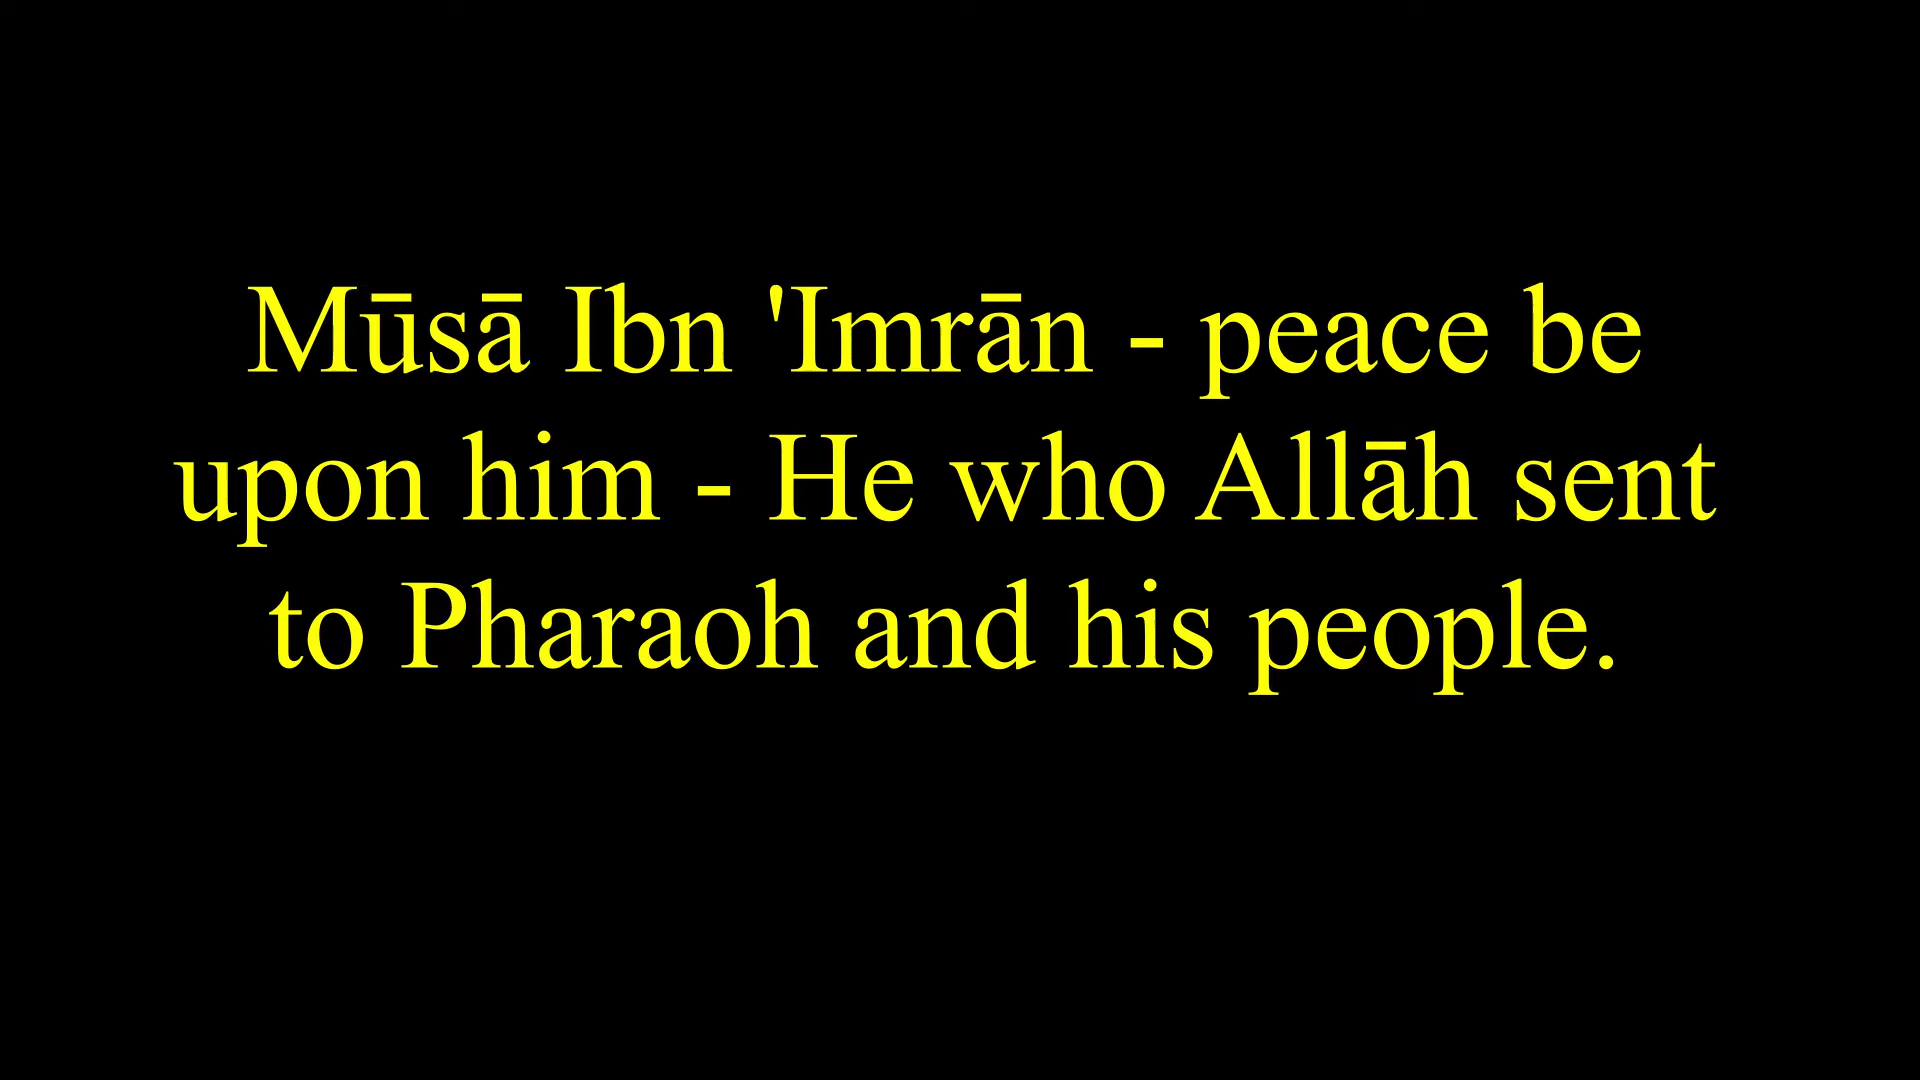 Mūsā Ibn 'Imrān - peace be
upon him - He who Allāh sent
to Pharaoh and his people.